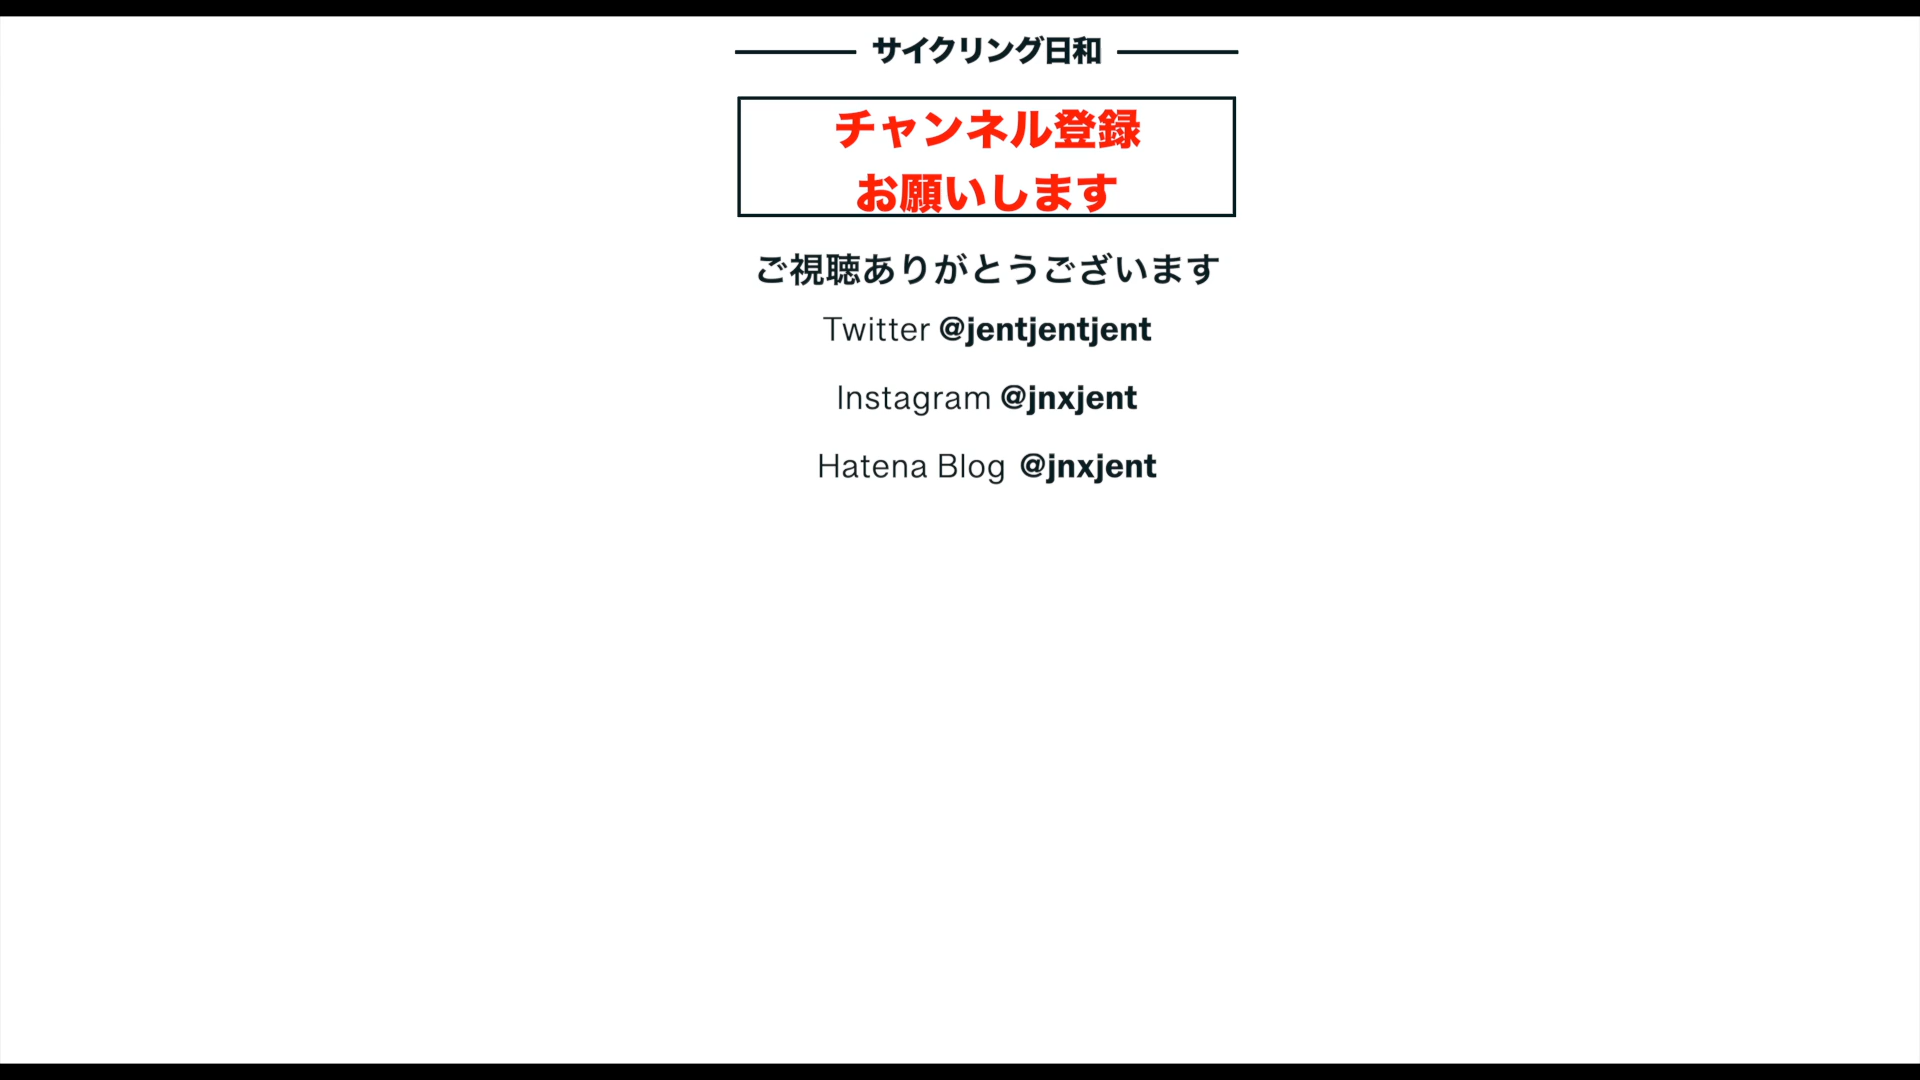 サイクリング日和
チャンネル登録
お願いします
ご視聴ありがとうございます
Twitter @jentjentjent
Instagram @jnxjent
Hatena Blog @jnxjent